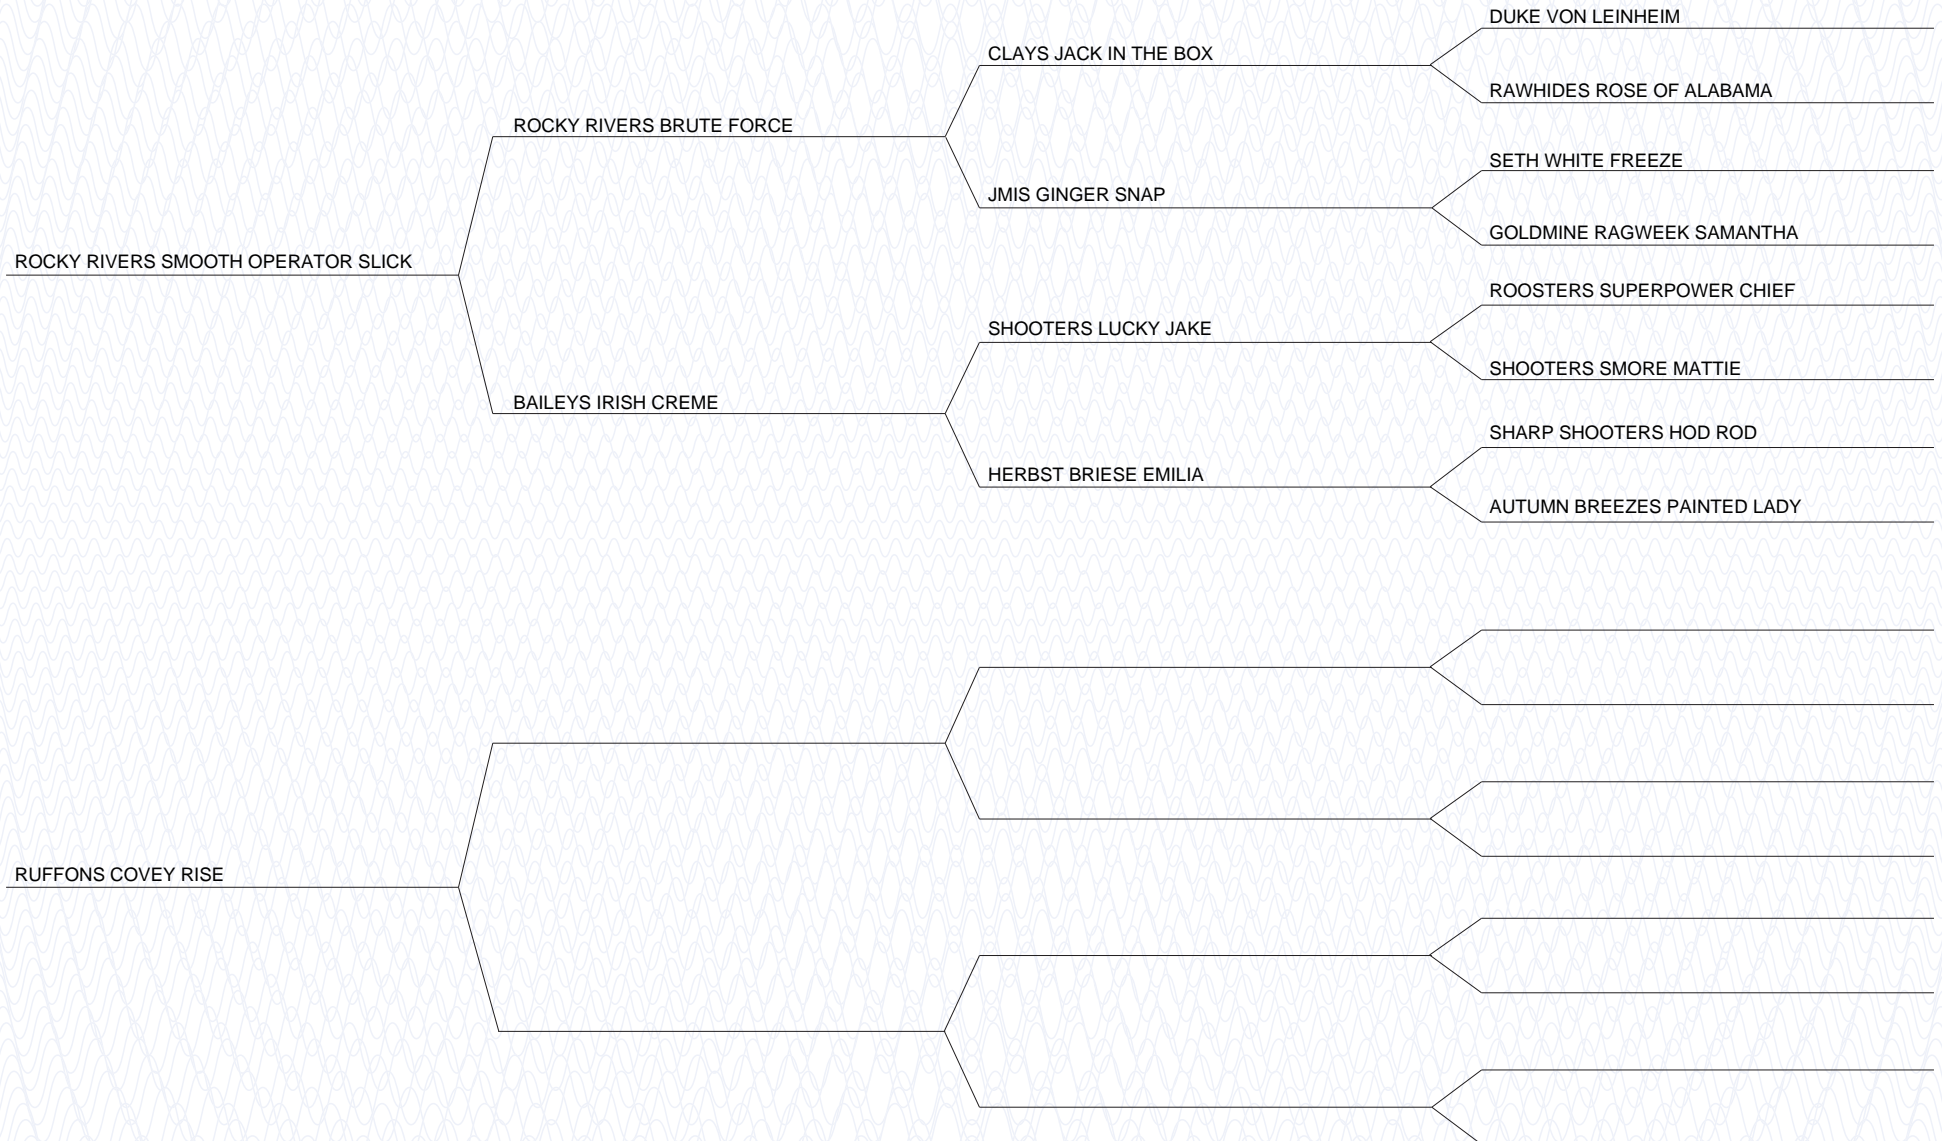 DUKE VON LEINHEIM
CLAYS JACK IN THE BOX
RAWHIDES ROSE OF ALABAMA
ROCKY RIVERS BRUTE FORCE
SETH WHITE FREEZE
JMIS GINGER SNAP
GOLDMINE RAGWEEK SAMANTHA
ROCKY RIVERS SMOOTH OPERATOR SLICK
ROOSTERS SUPERPOWER CHIEF
SHOOTERS LUCKY JAKE
SHOOTERS SMORE MATTIE
BAILEYS IRISH CREME
SHARP SHOOTERS HOD ROD
HERBST BRIESE EMILIA
AUTUMN BREEZES PAINTED LADY
RUFFONS COVEY RISE